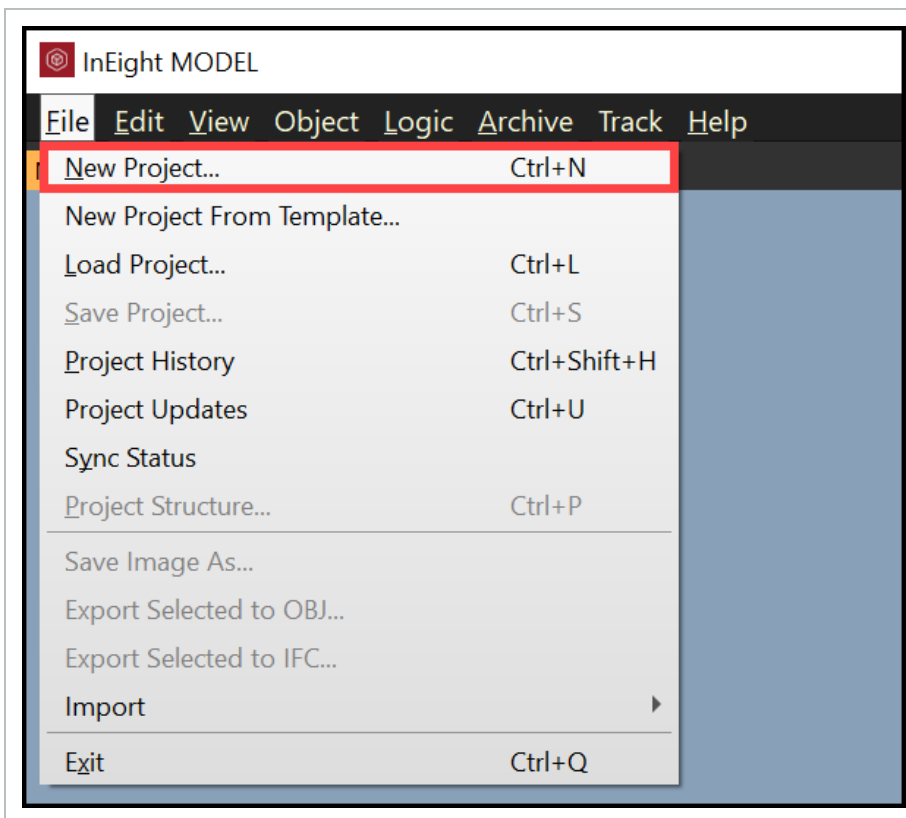 InEight MODEL
File Edit View Object Logic Archive Track Help
New Project... Ctrl+N
New Project From Template...
Load Project... Ctrl+L
Save Project... Ctrl+S
Project History Ctrl+Shift+H
Project Updates Ctrl+U
Sync Status
Project Structure... Ctrl+P
Save Image As...
Export Selected to OBJ...
Export Selected to IFC...
Import
Exit Ctrl+Q